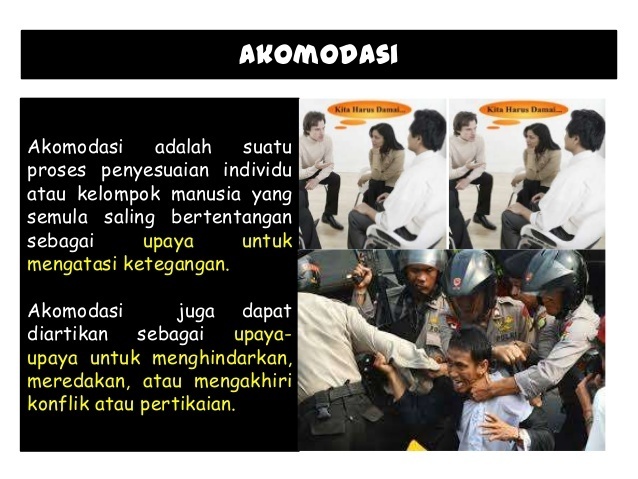 AKOMODASI
Kita Harus Damai...
Kita Harus Damai...
Akomodasi adalah suatu
proses penyesuaian individu
atau kelompok manusia yang
semula saling bertentangan
sebagai upaya untuk
mengatasi ketegangan.
Akomodasi juga dapat
diartikan sebagai upaya-
upaya untuk menghindarkan,
meredakan, atau mengakhiri
konflik atau pertikaian.